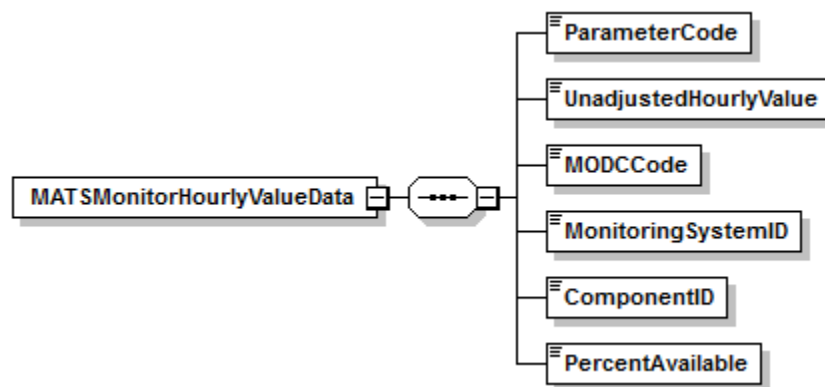 ParameterCode
UnadjustedHourlyValue
MODCCode
MATSMonitorHourlyValueData
MonitoringSystemID
ComponentID
PercentAvailable